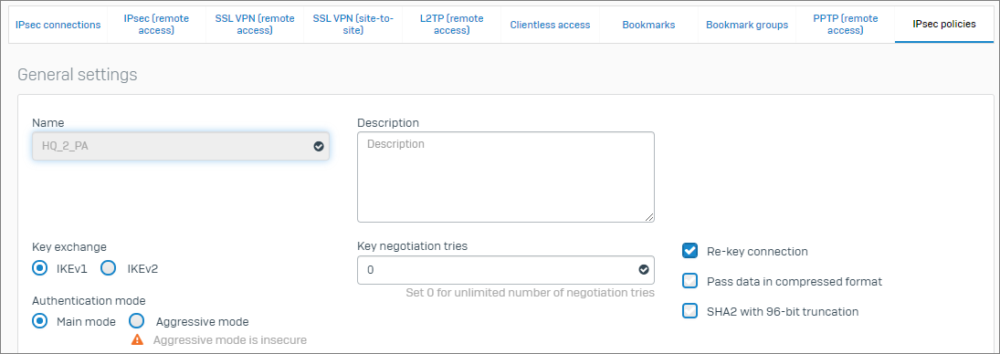 IPsec connections
IPsec (remote
access)
SSL VPN (remote
access)
SSL VPN (site-to-
site)
L2TP (remote
access)
Clientless access
Bookmarks
Bookmark groups
PPTP (remote
access)
IPsec policies
General settings
Name
HQ_2_PA
Description
Description
Key exchange
IKEv1
IKEv2
Authentication mode
Main mode
Aggressive mode
Aggressive mode is insecure
Key negotiation tries
0
Set 0 for unlimited number of negotiation tries
Re-key connection
Pass data in compressed format
SHA2 with 96-bit truncation